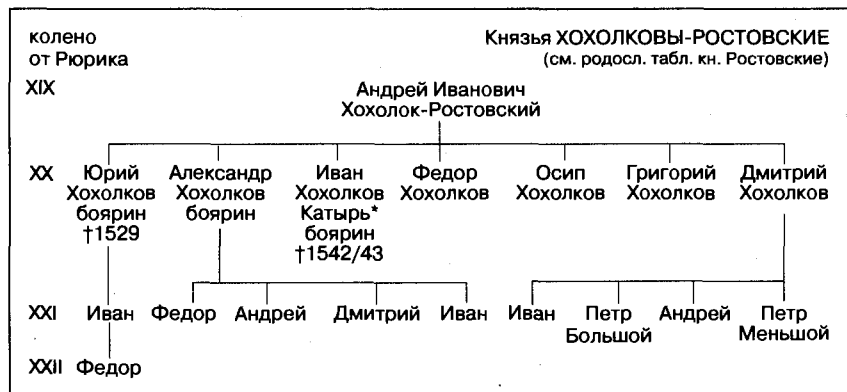 колено
от Рюрика
Князья ХОХОЛКОВЫ-РОСТОВСКИЕ
(см. родосл. табл. кн. Ростовские)
XIX
Андрей Иванович
Хохолок-Ростовский
XX Юрий Александр Иван Федор Осип Григорий Дмитрий
Хохолков Хохолков Хохолков Хохолков Хохолков Хохолков Хохолков
боярин боярин Катырь*
†1529 боярин
†1542/43
XXI Иван Федор Андрей Дмитрий Иван Иван Петр Андрей Петр
Большой Меньшой
XXII Федор